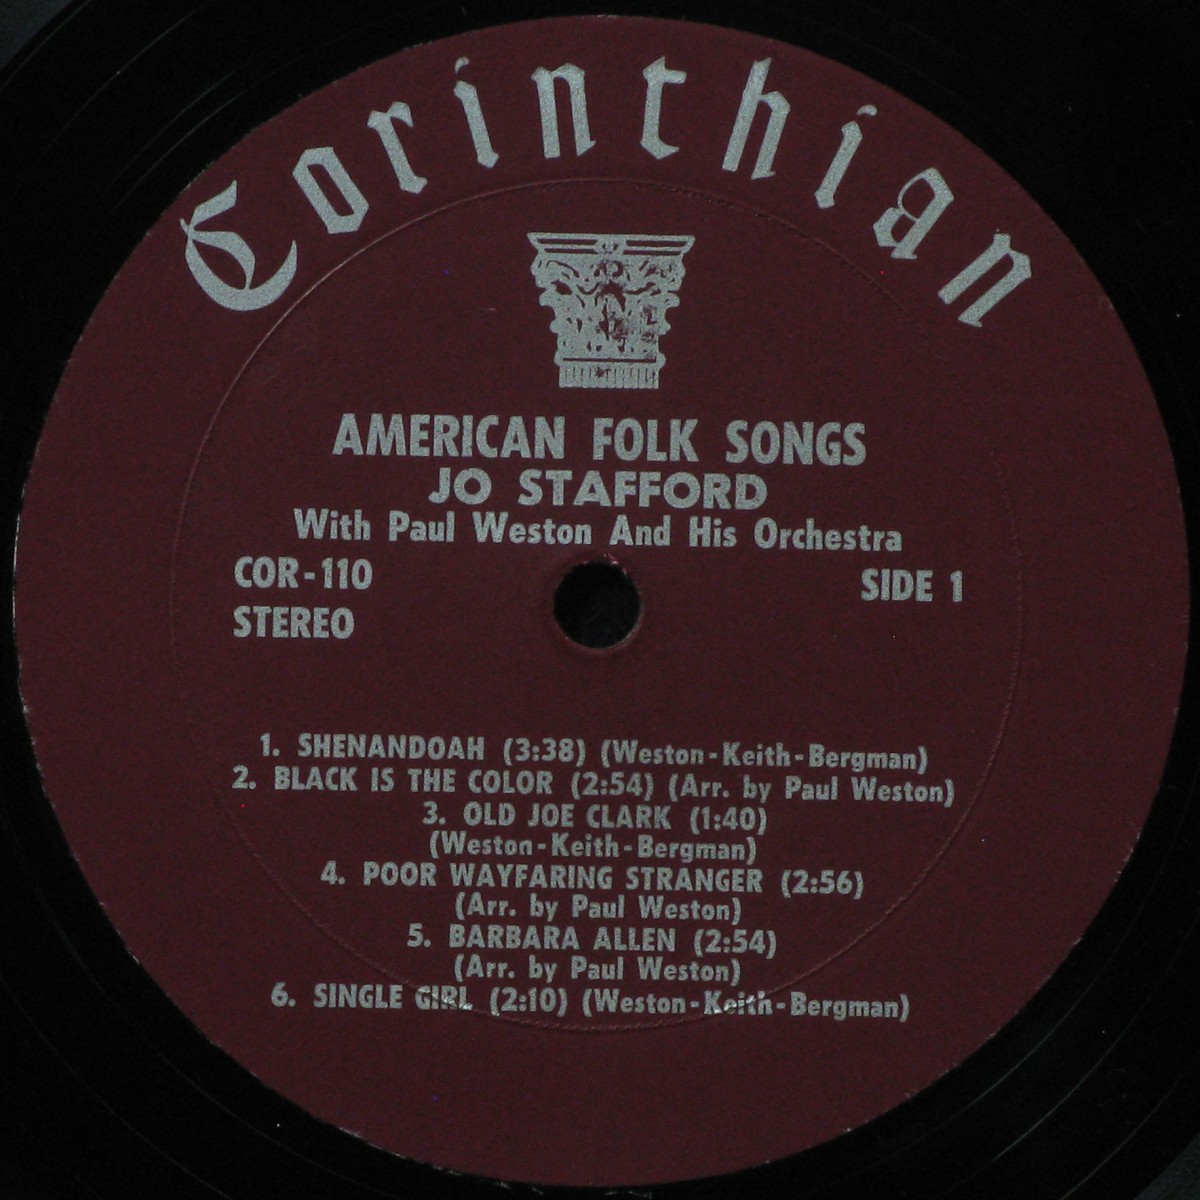 Corinthian
AMERICAN FOLK SONGS
JO STAFFORD
With Paul Weston And His Orchestra
COR-110
SIDE 1
STEREO
1. SHENANDOAH (3:38) (Weston-Keith-Bergman)
2. BLACK IS THE COLOR (2:54) (Arr. by Paul Weston)
3. OLD JOE CLARK (1:40)
(Weston-Keith-Bergman)
4. POOR WAYFARING STRANGER (2:56)
(Arr. by Paul Weston)
5. BARBARA ALLEN (2:54)
(Arr. by Paul Weston)
6. SINGLE GIRL (2:10) (Weston-Keith-Bergman)